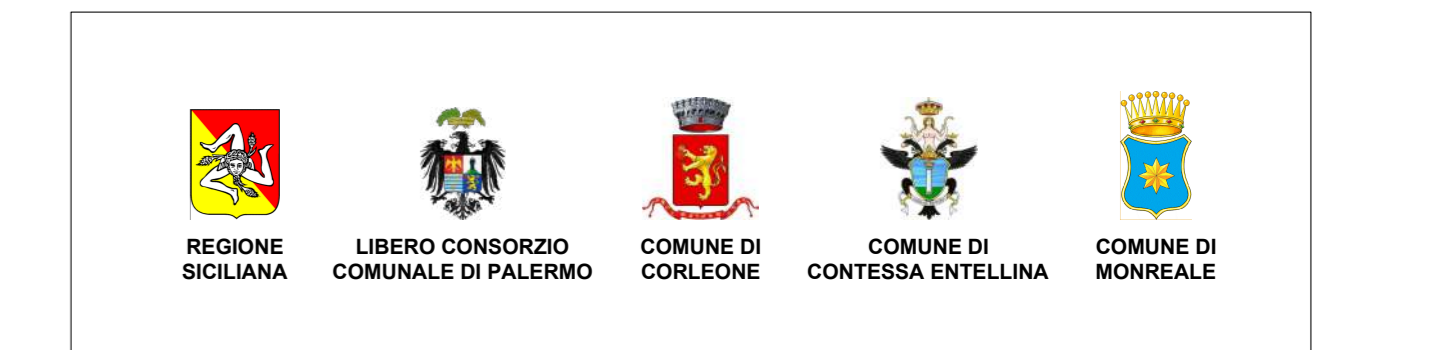 REGIONE
SICILIANA
LIBERO CONSORZIO
COMUNALE DI PALERMO
COMUNE DI
CORLEONE
COMUNE DI
CONTESSA ENTELLINA
COMUNE DI
MONREALE